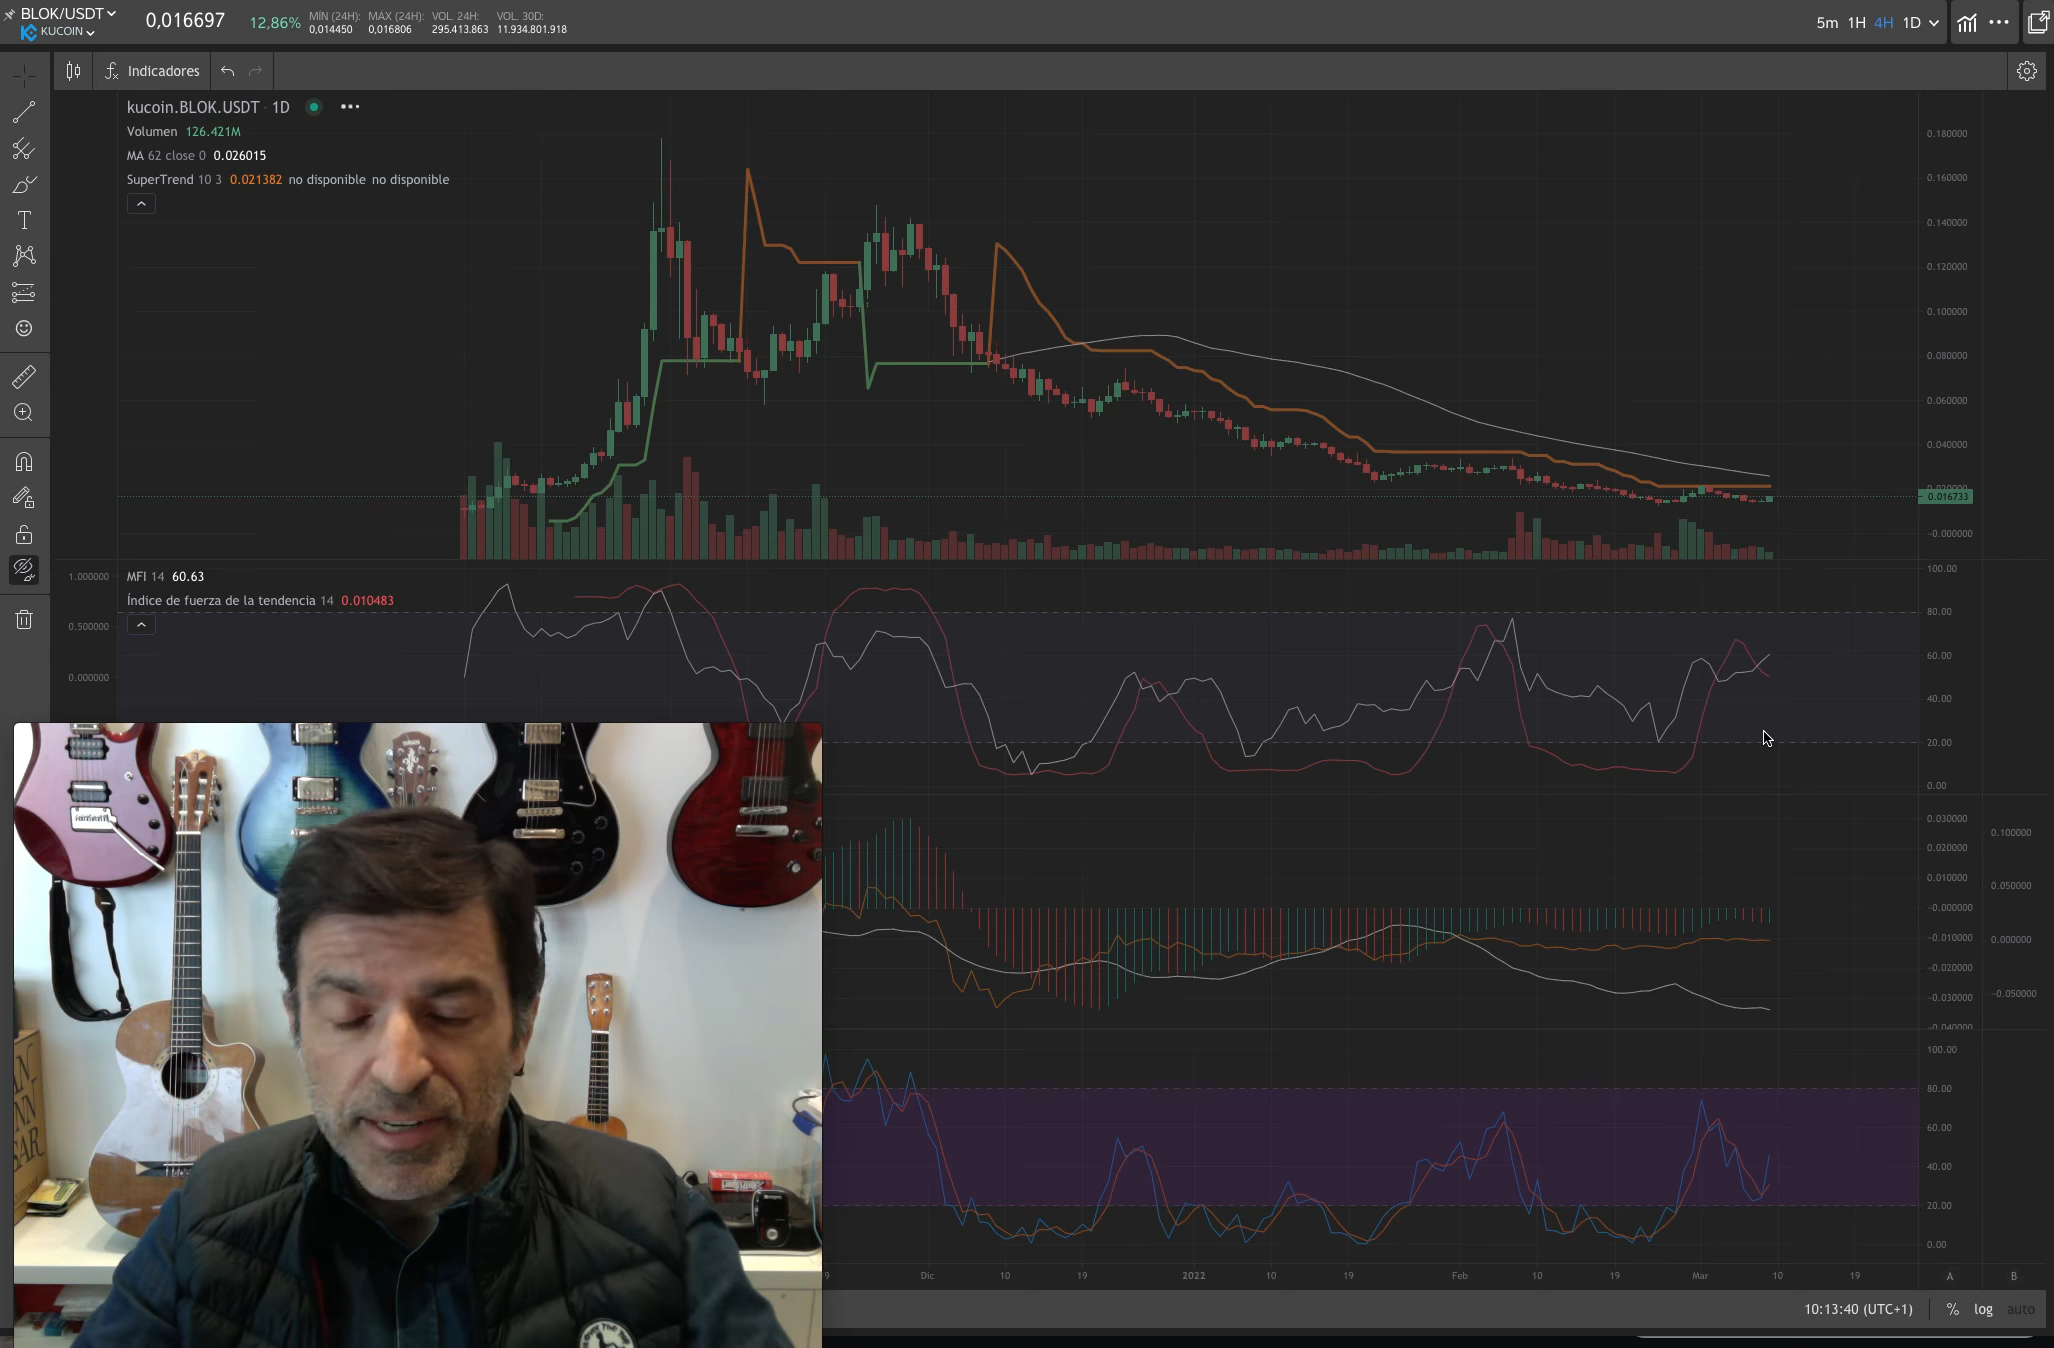 BLOK/USDT
KUCOIN
0,016697
12,86%
MÍN (24H):
0,014450
MÁX (24H):
0,016806
VOL. 24H:
295.413.863
VOL. 30D:
11.934.801.918
5m 1H 4H 1D
Indicadores
kucoin.BLOK.USDT · 1D
Volumen 126.421M
MA 62 close 0 0.026015
SuperTrend 10 3 0.021382 no disponible no disponible
0.180000
0.160000
0.140000
0.120000
0.100000
0.080000
0.060000
0.040000
0.020000
0.016733
-0.000000
MFI 14 60.63
Índice de fuerza de la tendencia 14 0.010483
1.000000
0.500000
0.000000
100.00
80.00
60.00
40.00
20.00
0.00
0.030000
0.020000
0.010000
-0.000000
-0.010000
-0.020000
-0.030000
-0.040000
0.100000
0.050000
0.000000
-0.050000
100.00
80.00
60.00
40.00
20.00
0.00
9 Dic 10 19 2022 10 19 Feb 10 19 Mar 10 19 A B
10:13:40 (UTC+1) % log auto